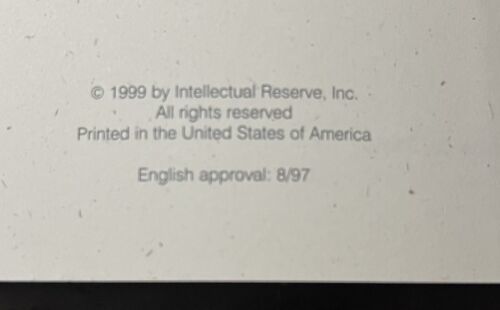 © 1999 by Intellectual Reserve, Inc.
All rights reserved
Printed in the United States of America
English approval: 8/97